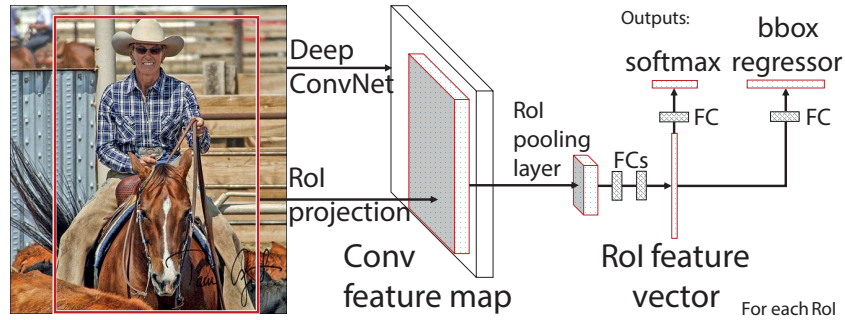 Outputs:
softmax
bbox
regressor
FC
FC
Deep
ConvNet
RoI
projection
RoI
pooling
layer
FCs
Conv
feature map
RoI feature
vector
For each RoI